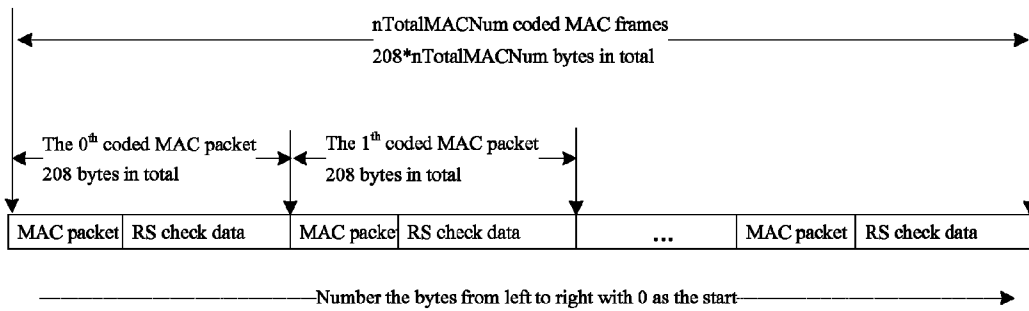 nTotalMACNum coded MAC frames
208*nTotalMACNum bytes in total
The 0th coded MAC packet
208 bytes in total
The 1th coded MAC packet
208 bytes in total
MAC packet RS check data MAC packet RS check data ... MAC packet RS check data
Number the bytes from left to right with 0 as the start